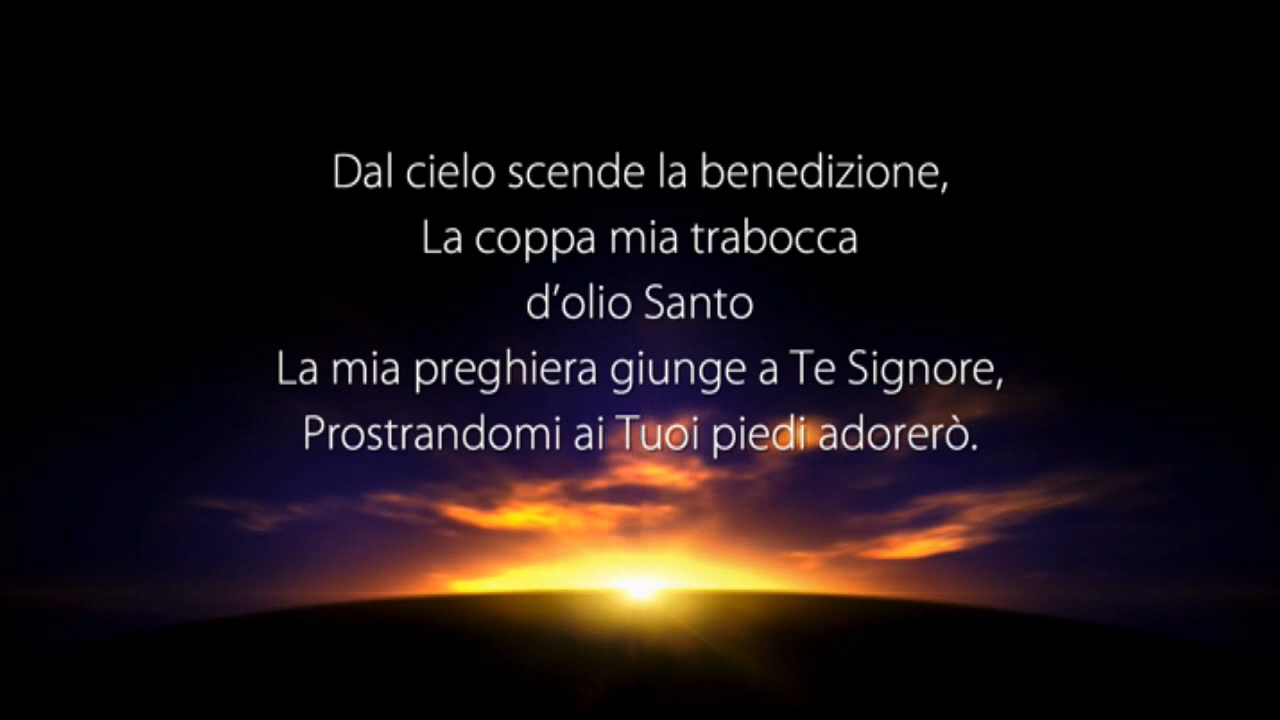 Dal cielo scende la benedizione,
La coppa mia trabocca
d’olio Santo
La mia preghiera giunge a Te Signore,
Prostrandomi ai Tuoi piedi adorerò.